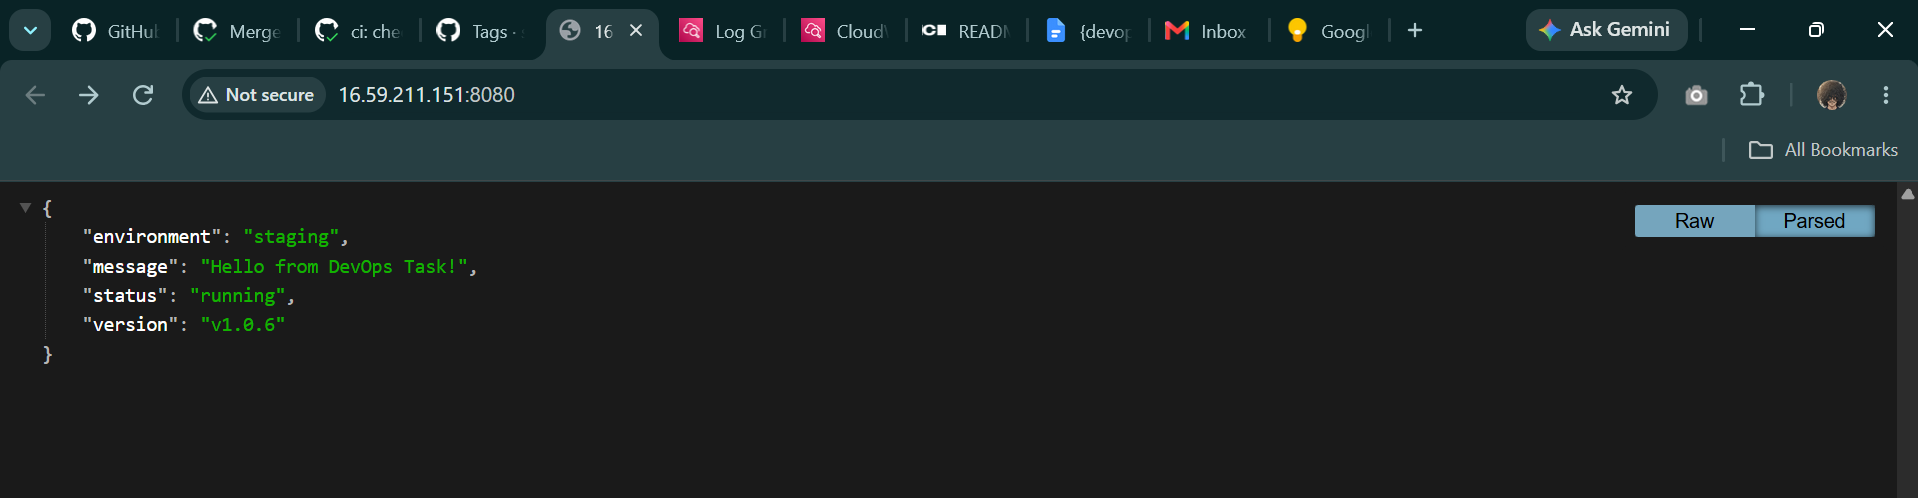 GitHub
Merge
ci: che
Tags ·
16
Log Gr
Cloud
READ
{devop
Inbox
Googl
Ask Gemini
Not secure
16.59.211.151:8080
All Bookmarks
Raw
Parsed
{
"environment": "staging",
"message": "Hello from DevOps Task!",
"status": "running",
"version": "v1.0.6"
}